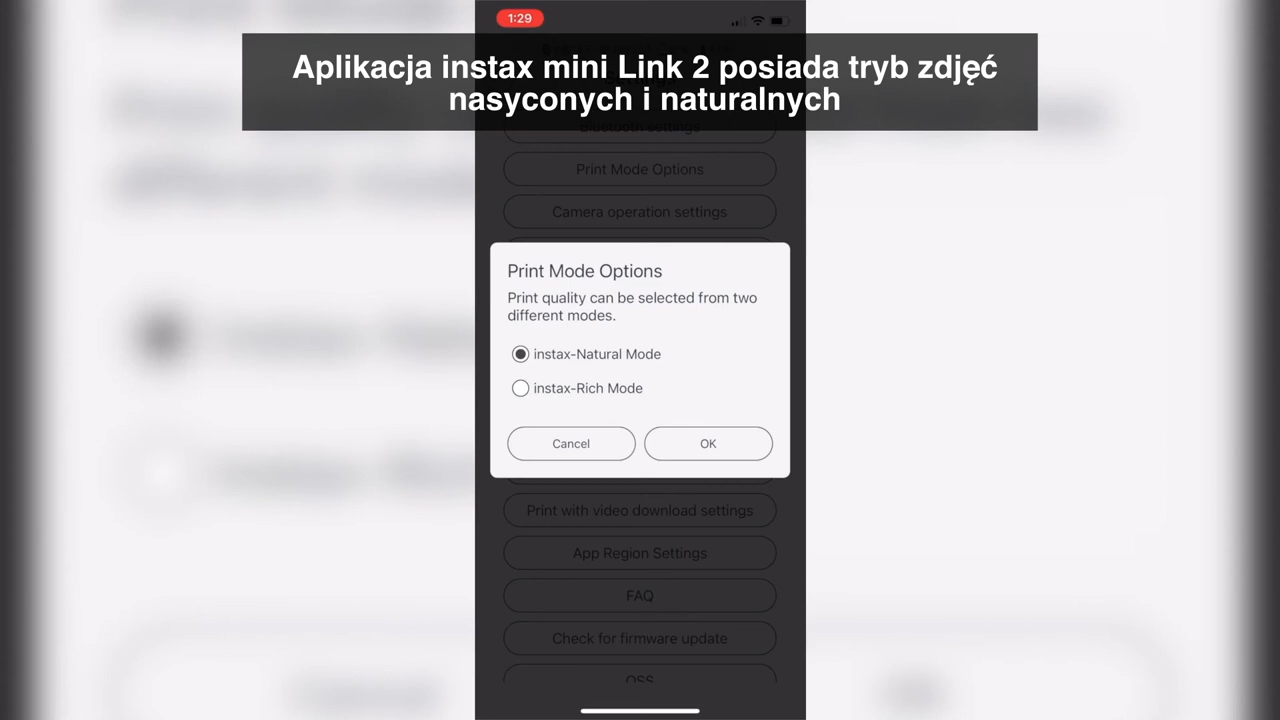 1:29
Aplikacja instax mini Link 2 posiada tryb zdjęć
nasyconych i naturalnych
Bluetooth settings
Print Mode Options
Camera operation settings
Print Mode Options
Print quality can be selected from two
different modes.
instax-Natural Mode
instax-Rich Mode
Cancel
OK
Print with video download settings
App Region Settings
FAQ
Check for firmware update
OSS